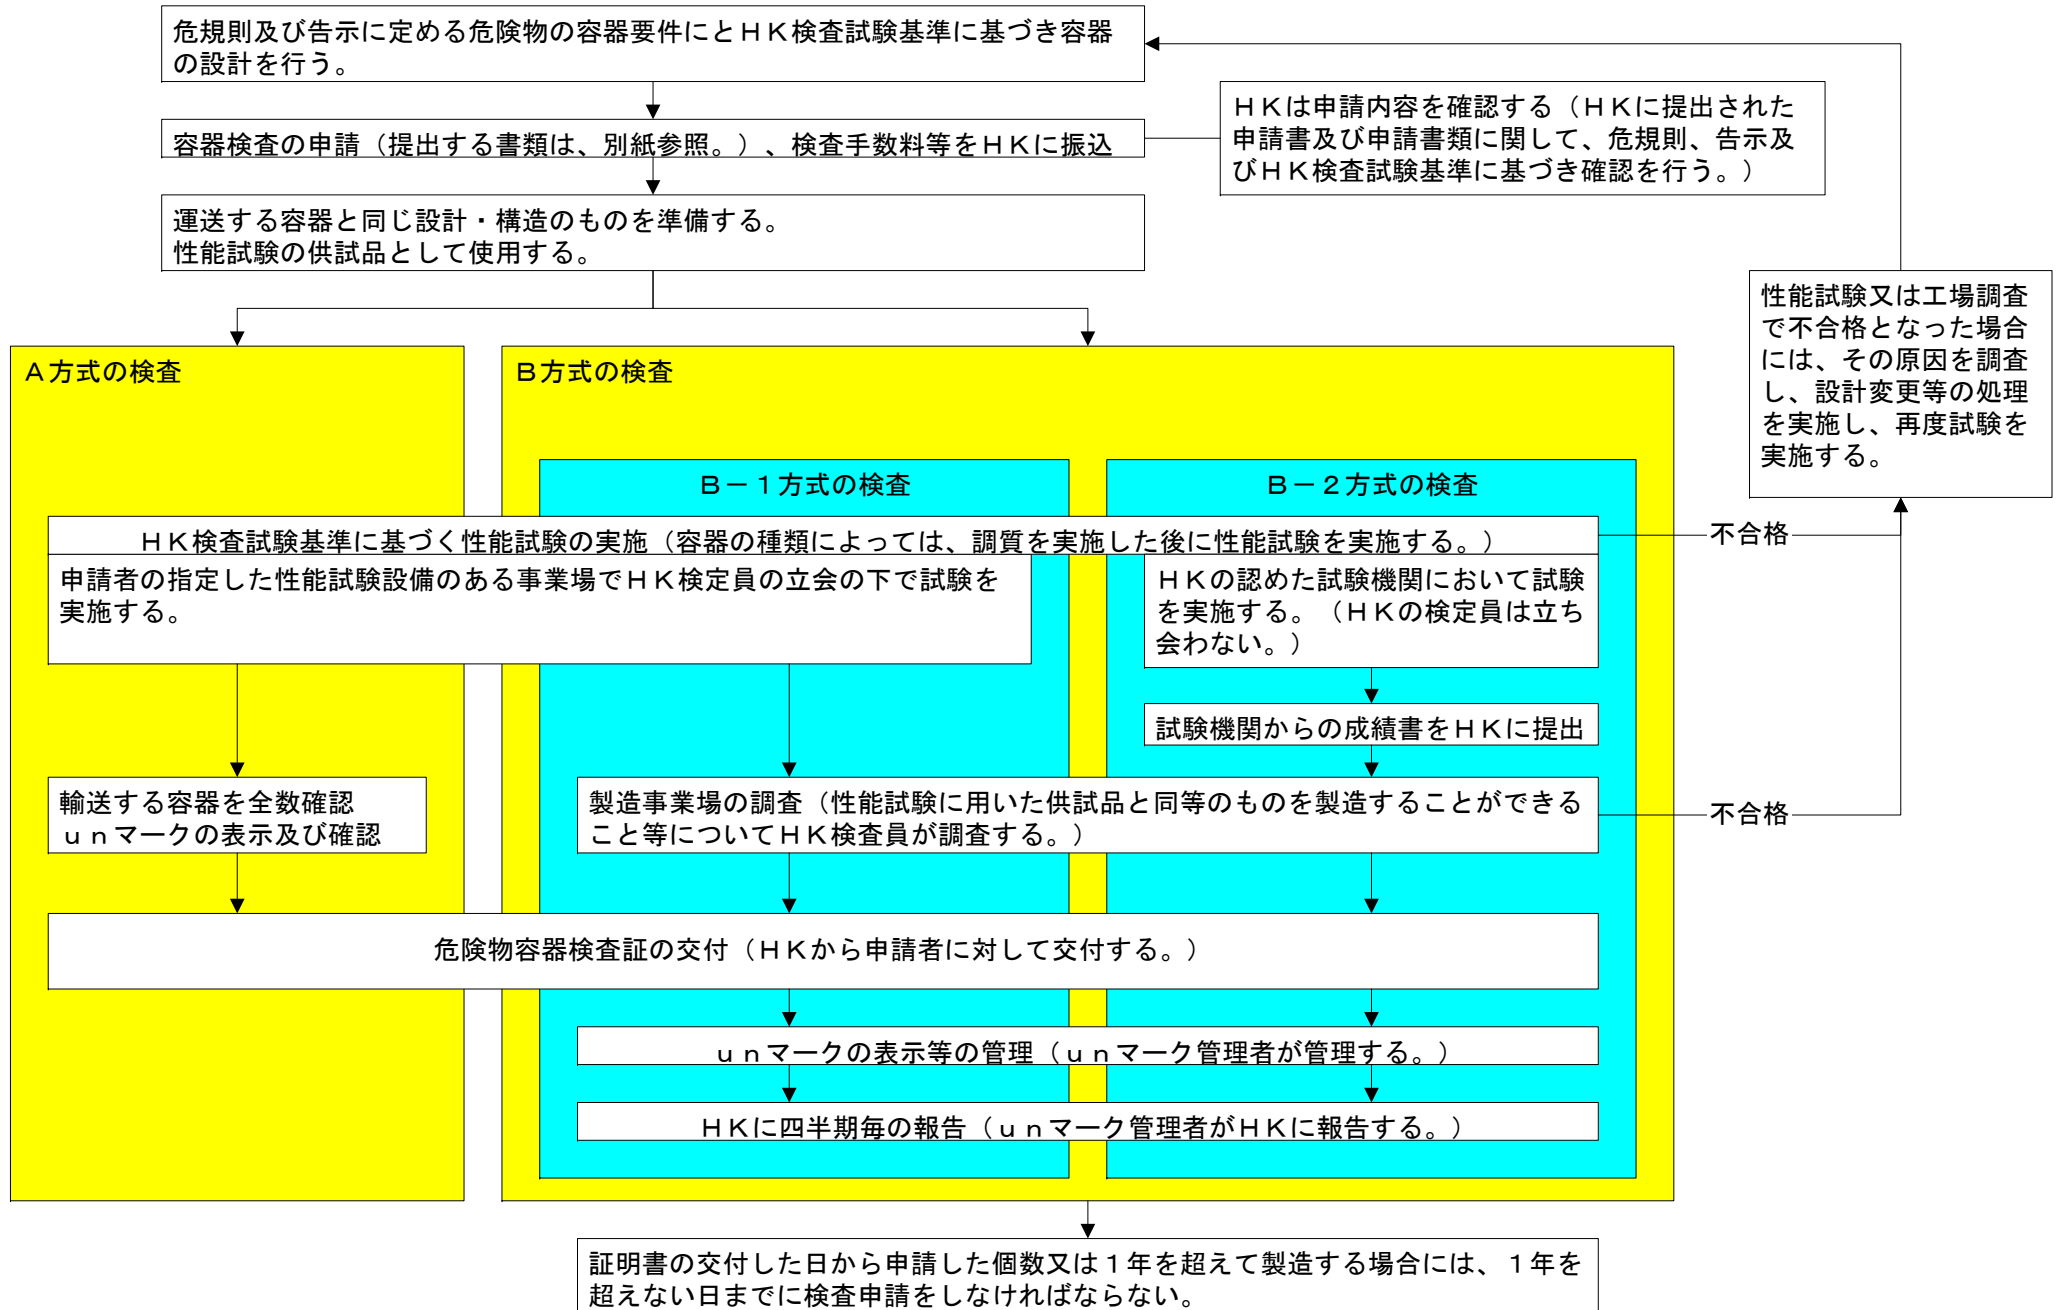 危規則及び告示に定める危険物の容器要件にとＨＫ検査試験基準に基づき容器
の設計を行う。
容器検査の申請（提出する書類は、別紙参照。）、検査手数料等をＨＫに振込
ＨＫは申請内容を確認する（ＨＫに提出された
申請書及び申請書類に関して、危規則、告示及
びＨＫ検査試験基準に基づき確認を行う。）
運送する容器と同じ設計・構造のものを準備する。
性能試験の供試品として使用する。
性能試験又は工場調査
で不合格となった場合
には、その原因を調査
し、設計変更等の処理
を実施し、再度試験を
実施する。
Ａ方式の検査
Ｂ方式の検査
Ｂ－１方式の検査
Ｂ－２方式の検査
ＨＫ検査試験基準に基づく性能試験の実施（容器の種類によっては、調質を実施した後に性能試験を実施する。）
不合格
申請者の指定した性能試験設備のある事業場でＨＫ検定員の立会の下で試験を
実施する。
ＨＫの認めた試験機関において試験
を実施する。（ＨＫの検定員は立ち
会わない。）
試験機関からの成績書をＨＫに提出
輸送する容器を全数確認
ｕｎマークの表示及び確認
製造事業場の調査（性能試験に用いた供試品と同等のものを製造することができる
こと等についてＨＫ検査員が調査する。）
不合格
危険物容器検査証の交付（ＨＫから申請者に対して交付する。）
ｕｎマークの表示等の管理（ｕｎマーク管理者が管理する。）
ＨＫに四半期毎の報告（ｕｎマーク管理者がＨＫに報告する。）
証明書の交付した日から申請した個数又は１年を超えて製造する場合には、１年を
超えない日までに検査申請をしなければならない。